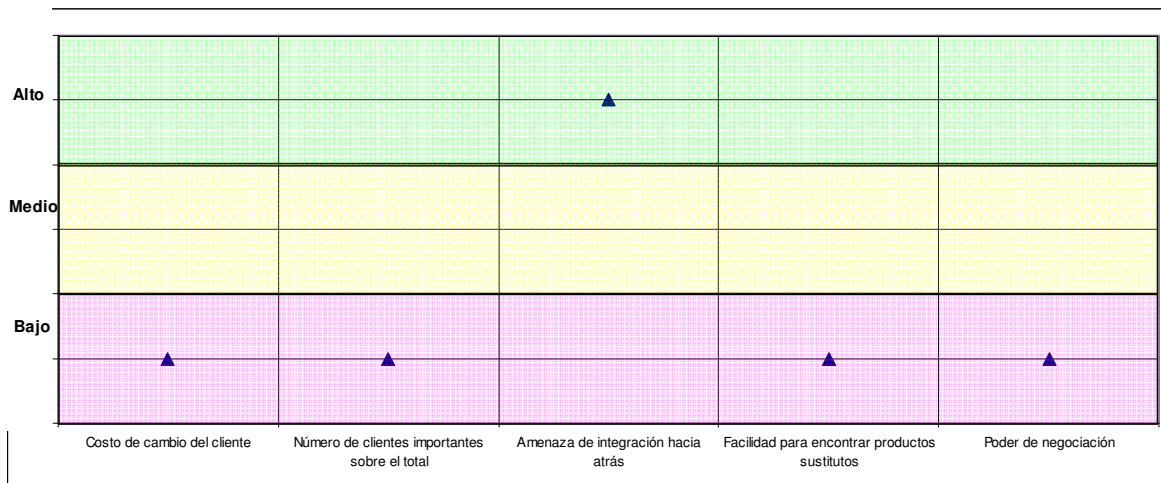 Alto
Medio
Bajo
Costo de cambio del cliente
Número de clientes importantes
sobre el total
Amenaza de integración hacia
atrás
Facilidad para encontrar productos
sustitutos
Poder de negociación